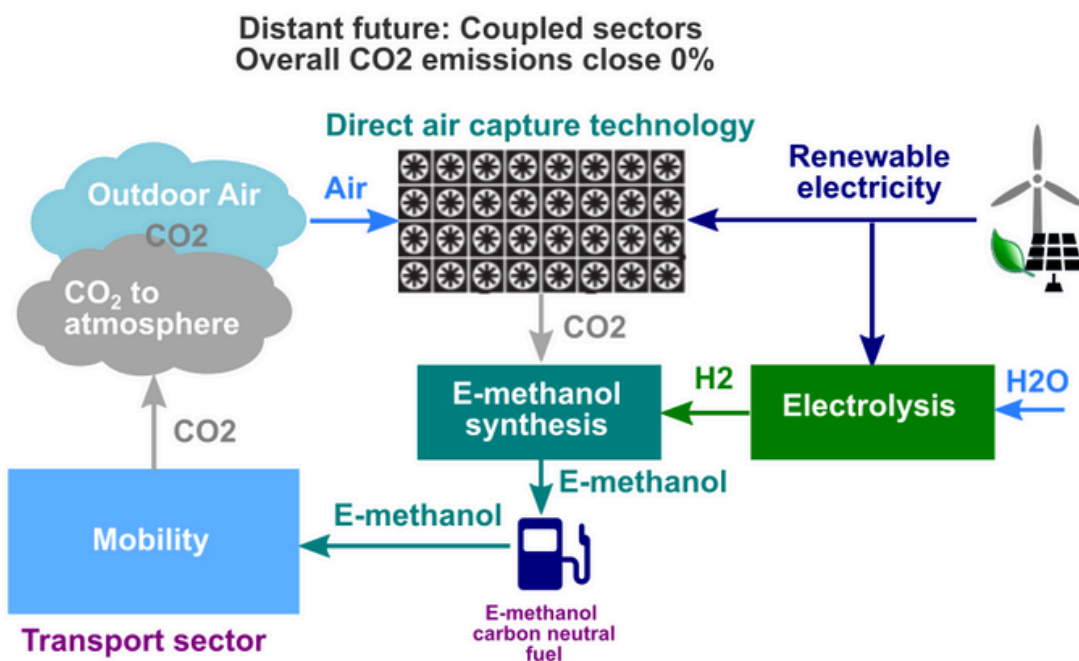 Distant future: Coupled sectors
Overall CO2 emissions close 0%
Direct air capture technology
Outdoor Air
CO2
Air
Renewable
electricity
CO₂ to
atmosphere
CO2
E-methanol
synthesis
H2
Electrolysis
H2O
CO2
E-methanol
E-methanol
Mobility
E-methanol
carbon neutral
fuel
Transport sector